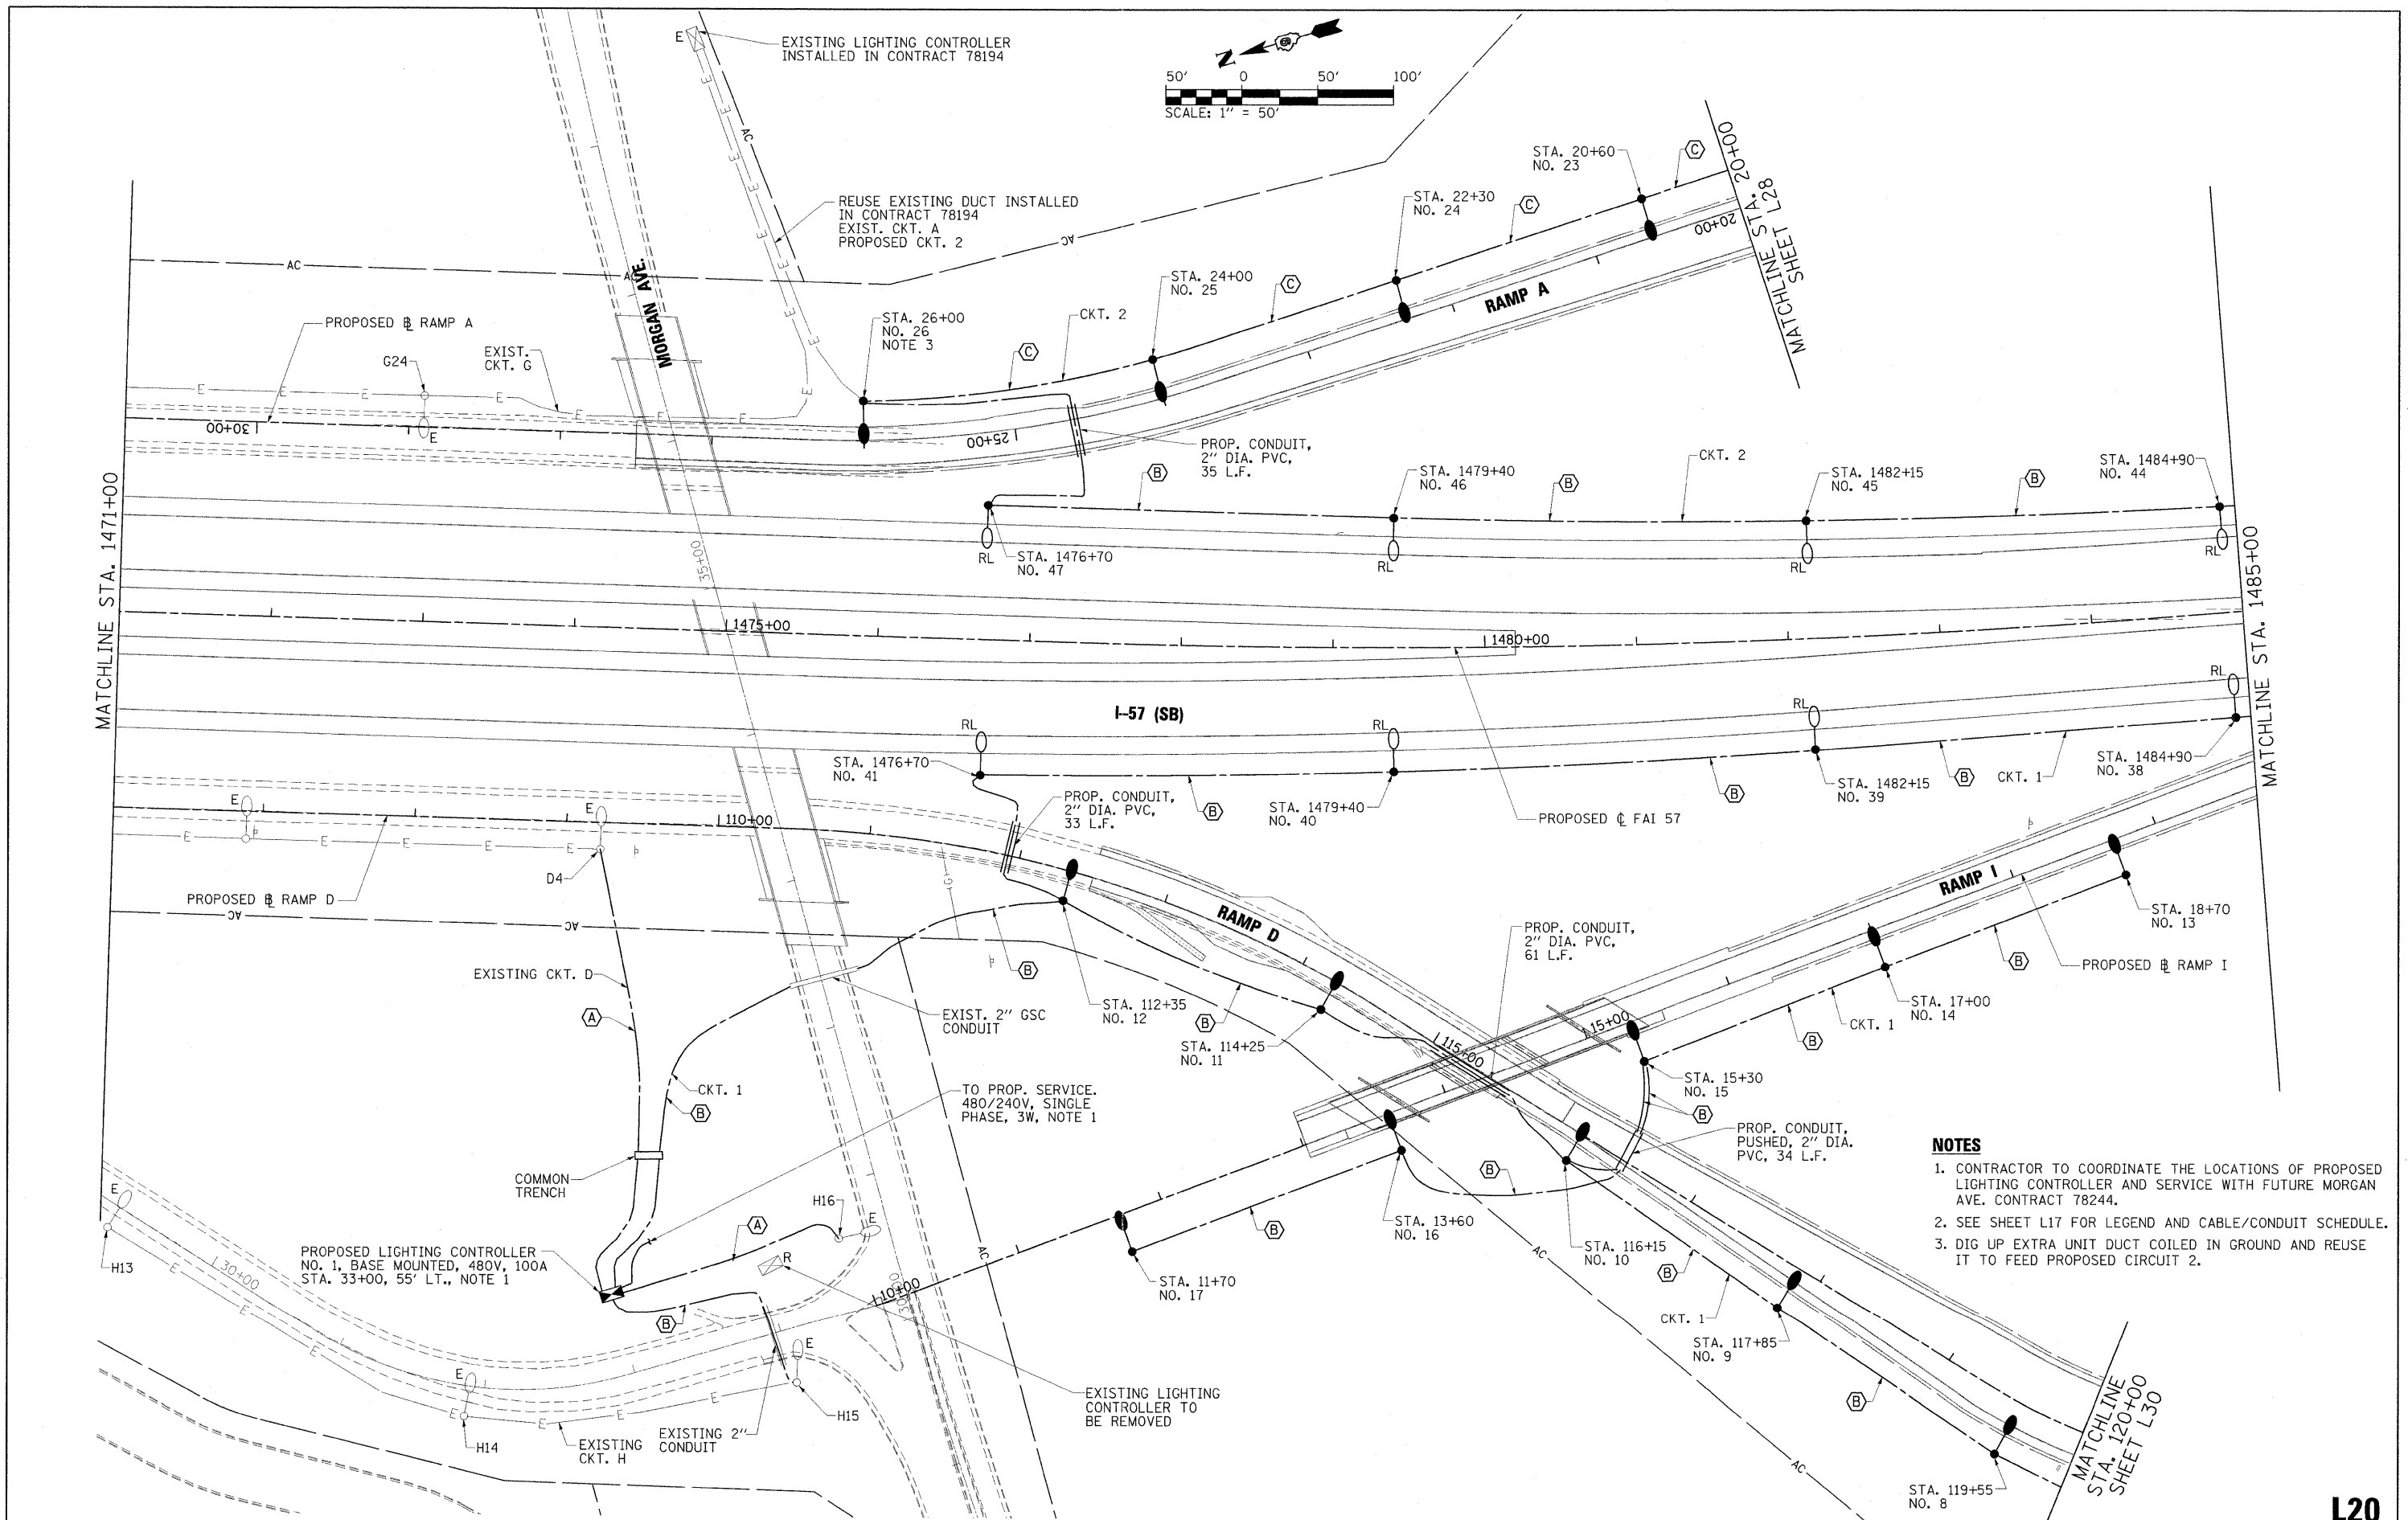 E
EXISTING LIGHTING CONTROLLER
INSTALLED IN CONTRACT 78194
N
50' 0 50' 100'
SCALE: 1" = 50'
AC
REUSE EXISTING DUCT INSTALLED
IN CONTRACT 78194
EXIST. CKT. A
PROPOSED CKT. 2
MORGAN AVE.
AC
AC
AC
STA. 20+60
NO. 23
C
STA. 22+30
NO. 24
C
STA. 24+00
NO. 25
C
RAMP A
20+00
MATCHLINE STA. 20+00
SHEET L28
PROPOSED BL RAMP A
G24
EXIST.
CKT. G
STA. 26+00
NO. 26
NOTE 3
CKT. 2
C
30+00
E
25+00
PROP. CONDUIT,
2" DIA. PVC,
35 L.F.
B
STA. 1479+40
NO. 46
B
CKT. 2
STA. 1482+15
NO. 45
B
STA. 1484+90
NO. 44
MATCHLINE STA. 1471+00
RL
STA. 1476+70
NO. 47
RL
RL
RL
35+00
1475+00
1480+00
MATCHLINE STA. 1485+00
I-57 (SB)
RL
RL
RL
RL
STA. 1476+70
NO. 41
PROP. CONDUIT,
2" DIA. PVC,
33 L.F.
B
STA. 1479+40
NO. 40
PROPOSED CL FAI 57
B
STA. 1482+15
NO. 39
B
CKT. 1
STA. 1484+90
NO. 38
E
E
110+00
E E E E E
D4
PROPOSED BL RAMP D
AC
AC
RAMP D
PROP. CONDUIT,
2" DIA. PVC,
61 L.F.
RAMP I
STA. 18+70
NO. 13
B
PROPOSED BL RAMP I
EXISTING CKT. D
A
EXIST. 2" GSC
CONDUIT
B
STA. 112+35
NO. 12
B
B
STA. 114+25
NO. 11
115+00
15+00
STA. 17+00
NO. 14
CKT. 1
B
CKT. 1
B
TO PROP. SERVICE.
480/240V, SINGLE
PHASE, 3W, NOTE 1
STA. 15+30
NO. 15
B
PROP. CONDUIT,
PUSHED, 2" DIA.
PVC, 34 L.F.
COMMON
TRENCH
H16
E
A
B
B
STA. 13+60
NO. 16
STA. 116+15
NO. 10
B
AC
NOTES
1. CONTRACTOR TO COORDINATE THE LOCATIONS OF PROPOSED
LIGHTING CONTROLLER AND SERVICE WITH FUTURE MORGAN
AVE. CONTRACT 78244.
2. SEE SHEET L17 FOR LEGEND AND CABLE/CONDUIT SCHEDULE.
3. DIG UP EXTRA UNIT DUCT COILED IN GROUND AND REUSE
IT TO FEED PROPOSED CIRCUIT 2.
E
H13
30+00
PROPOSED LIGHTING CONTROLLER
NO. 1, BASE MOUNTED, 480V, 100A
STA. 33+00, 55' LT., NOTE 1
R
AC
10+00
30+00
STA. 11+70
NO. 17
B
CKT. 1
STA. 117+85
NO. 9
E
E
H15
H14
EXISTING
CKT. H
EXISTING 2"
CONDUIT
EXISTING LIGHTING
CONTROLLER TO
BE REMOVED
B
AC
STA. 119+55
NO. 8
MATCHLINE
STA. 120+00
SHEET L30
L20